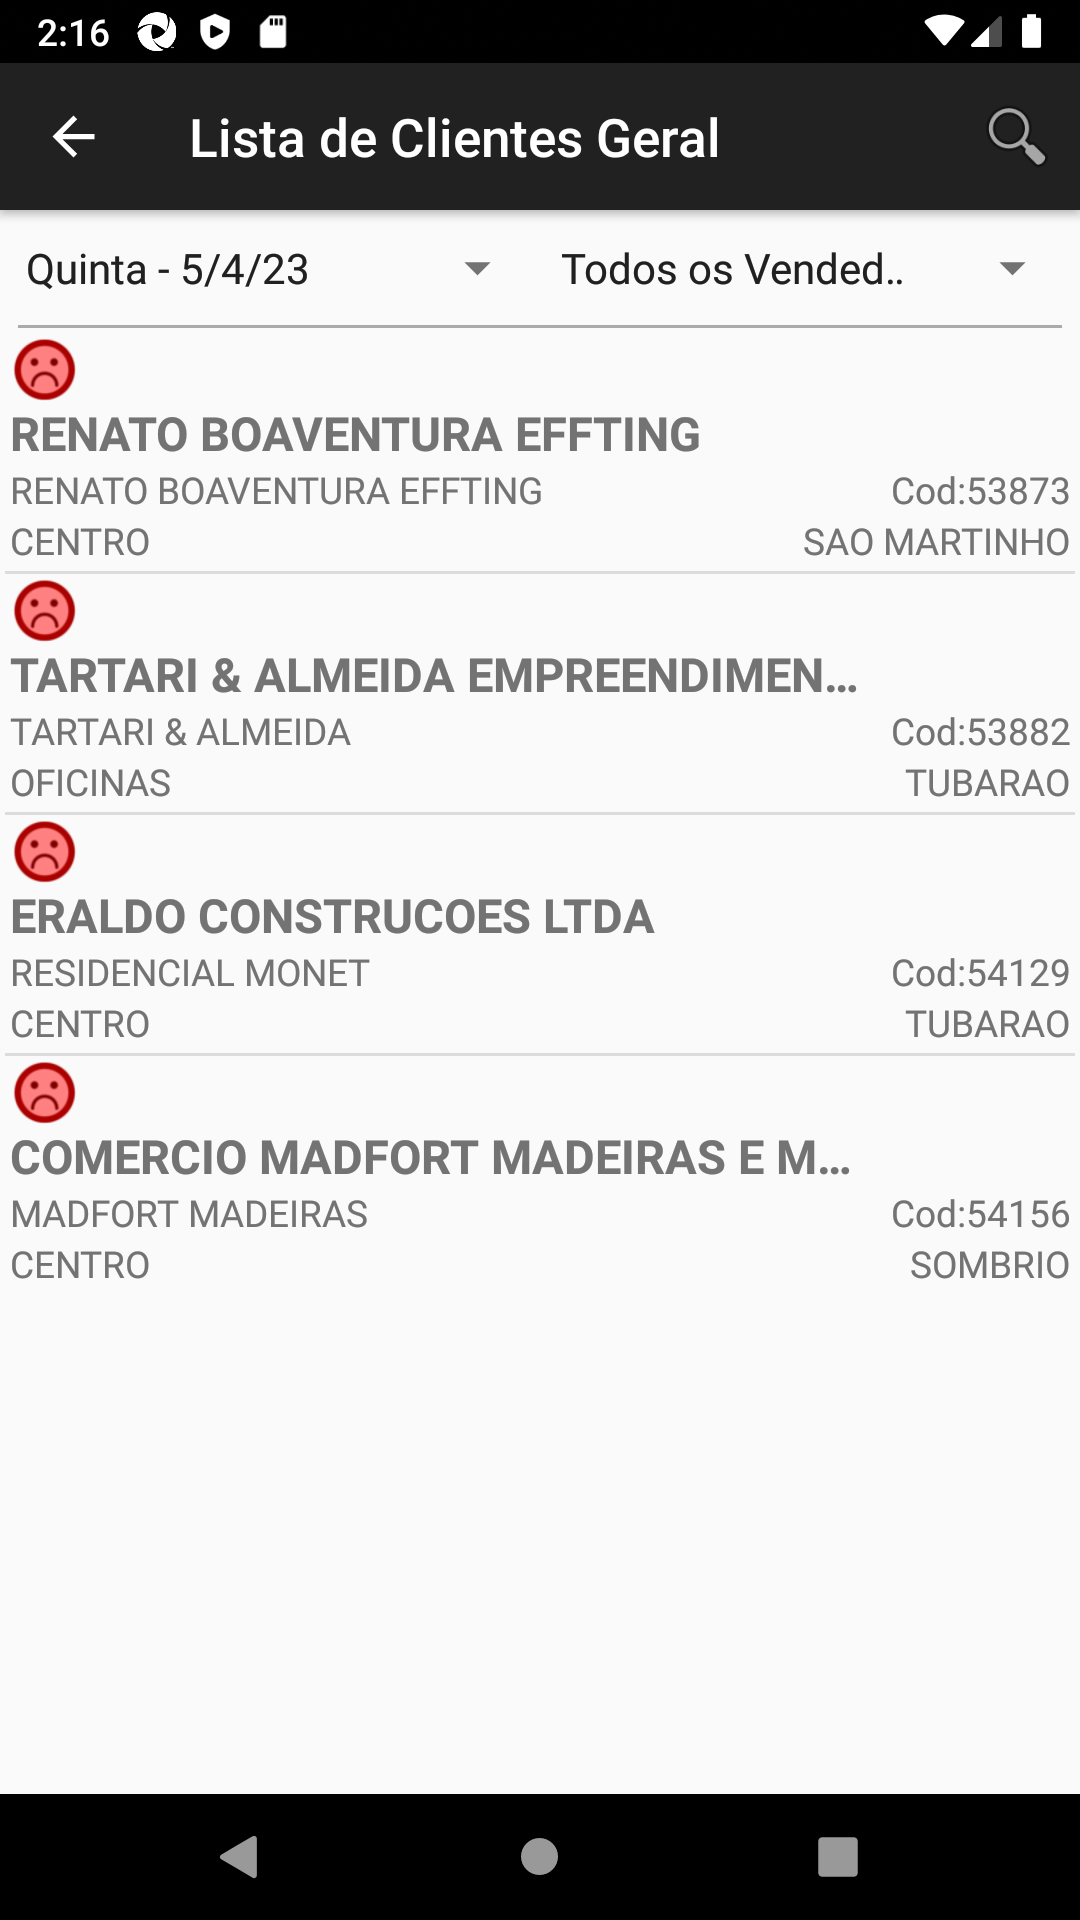 2:16
Lista de Clientes Geral
Quinta - 5/4/23
Todos os Vended..
RENATO BOAVENTURA EFFTING
RENATO BOAVENTURA EFFTING Cod:53873
CENTRO SAO MARTINHO
TARTARI & ALMEIDA EMPREENDIMEN...
TARTARI & ALMEIDA Cod:53882
OFICINAS TUBARAO
ERALDO CONSTRUCOES LTDA
RESIDENCIAL MONET Cod:54129
CENTRO TUBARAO
COMERCIO MADFORT MADEIRAS E M...
MADFORT MADEIRAS Cod:54156
CENTRO SOMBRIO